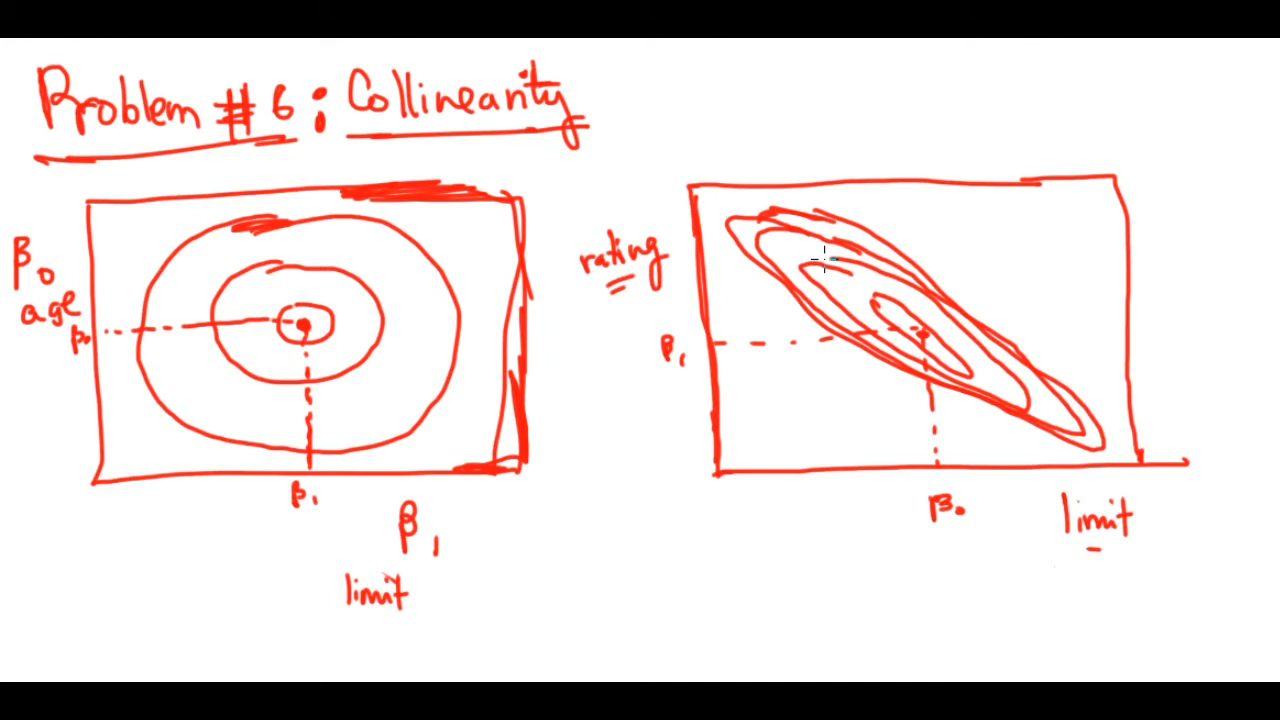 Problem # 6 : Collinearity
β0
age
β0
β1
β1
limit
rating
β1
β0
limit